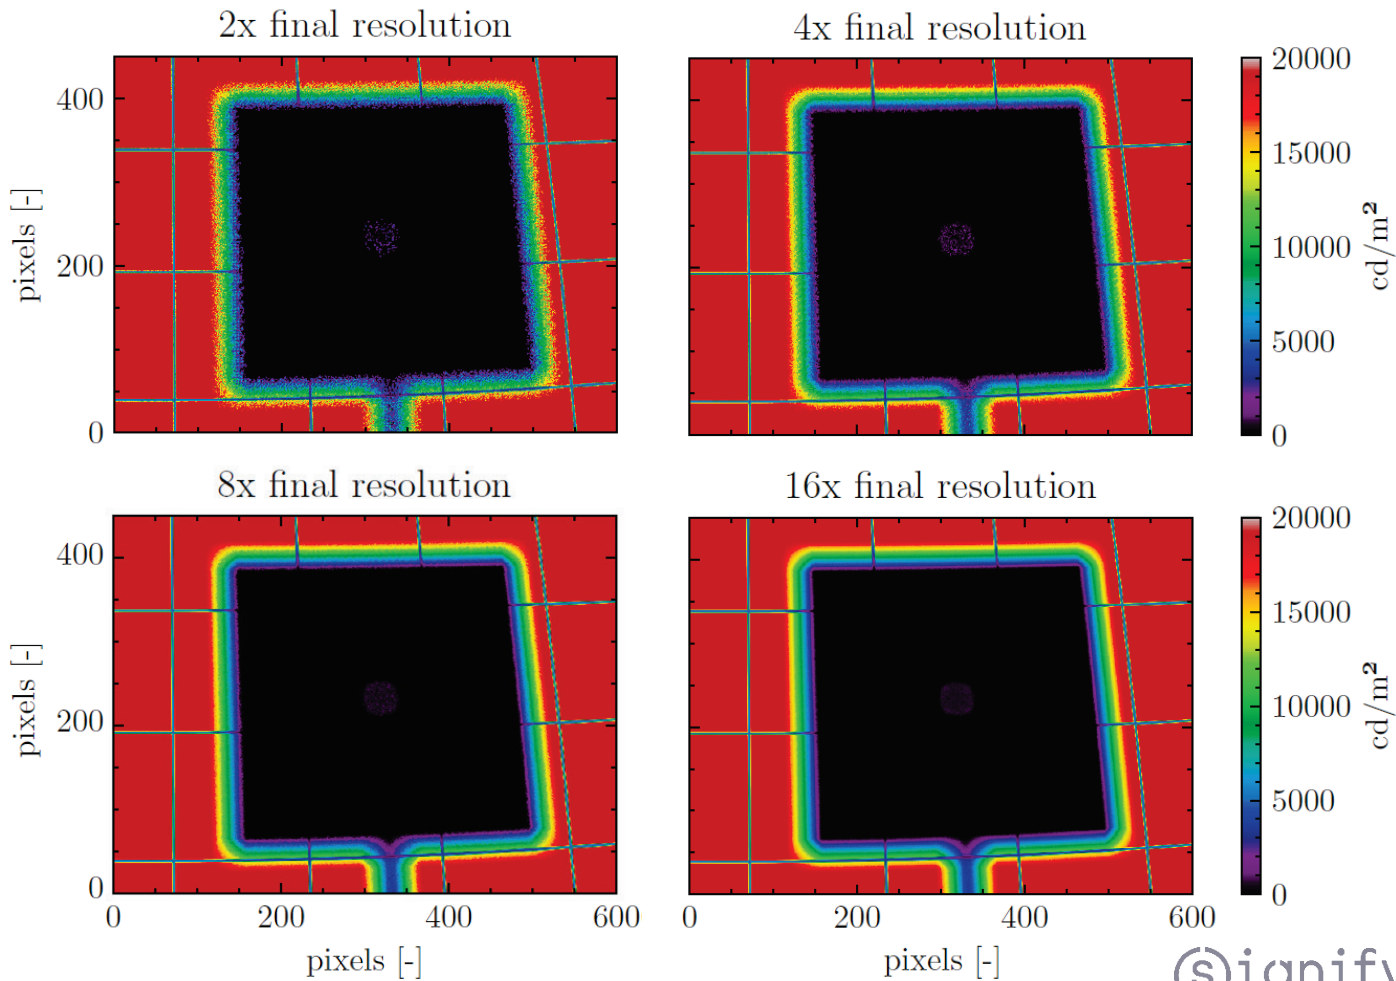 2x final resolution
4x final resolution
400
200
0
pixels [-]
20000
15000
10000
5000
0
cd/m²
8x final resolution
16x final resolution
400
200
0
pixels [-]
0 200 400 600
pixels [-]
0 200 400 600
pixels [-]
20000
15000
10000
5000
0
cd/m²
Signify